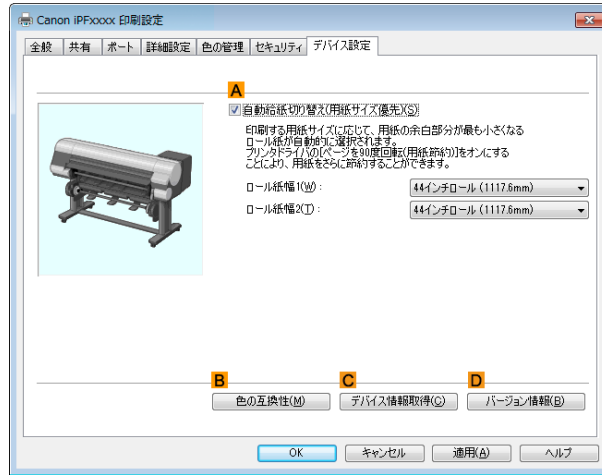 Canon iPFxxxx 印刷設定
全般 共有 ポート 詳細設定 色の管理 セキュリティ デバイス設定
A
自動給紙切り替え(用紙サイズ優先)(S)
印刷する用紙サイズに応じて、用紙の余白部分が最も小さくなる
ロール紙が自動的に選択されます。
プリンタドライバの[ページを90度回転(用紙節約)]をオンにする
ことにより、用紙をさらに節約することができます。
ロール紙幅1(W) : 44インチロール (1117.6mm)
ロール紙幅2(T) : 44インチロール (1117.6mm)
B C D
色の互換性(M) デバイス情報取得(C) バージョン情報(B)
OK キャンセル 適用(A) ヘルプ